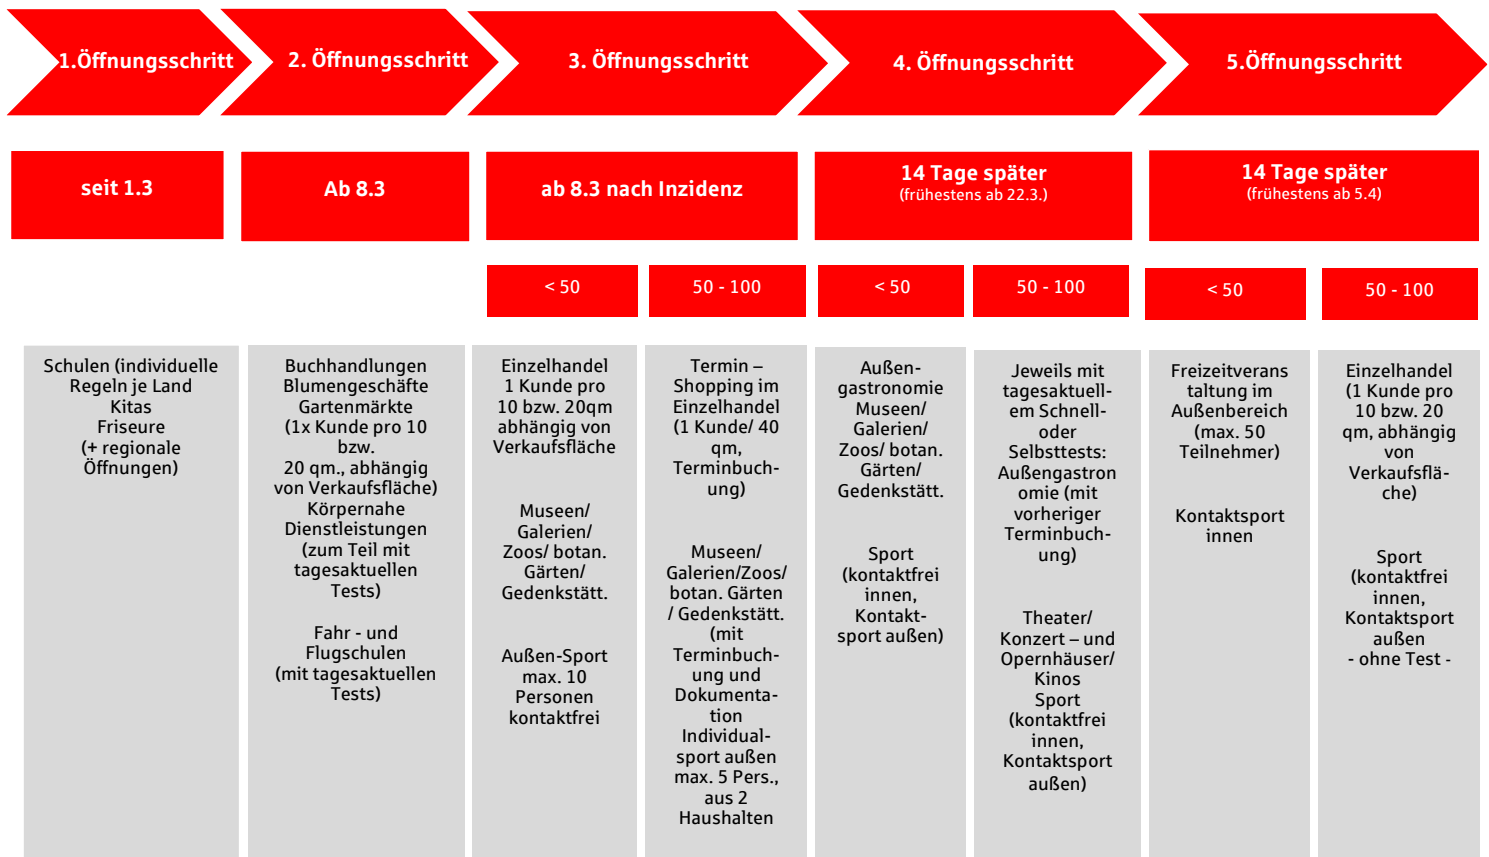 1.Öffnungsschritt
2. Öffnungsschritt
3. Öffnungsschritt
4. Öffnungsschritt
5.Öffnungsschritt
seit 1.3
Ab 8.3
ab 8.3 nach Inzidenz
14 Tage später
(frühestens ab 22.3.)
14 Tage später
(frühestens ab 5.4)
< 50
50 - 100
< 50
50 - 100
< 50
50 - 100
Schulen (individuelle
Regeln je Land
Kitas
Friseure
(+ regionale
Öffnungen)
Buchhandlungen
Blumengeschäfte
Gartenmärkte
(1x Kunde pro 10
bzw.
20 qm., abhängig
von Verkaufsfläche)
Körpernahe
Dienstleistungen
(zum Teil mit
tagesaktuellen
Tests)
Fahr - und
Flugschulen
(mit tagesaktuellen
Tests)
Einzelhandel
1 Kunde pro
10 bzw. 20qm
abhängig von
Verkaufsfläche
Museen/
Galerien/
Zoos/ botan.
Gärten/
Gedenkstätt.
Außen-Sport
max. 10
Personen
kontaktfrei
Termin –
Shopping im
Einzelhandel
(1 Kunde/ 40
qm,
Terminbuch-
ung)
Museen/
Galerien/Zoos/
botan. Gärten
/ Gedenkstätt.
(mit
Terminbuch-
ung und
Dokumenta-
tion
Individual-
sport außen
max. 5 Pers.,
aus 2
Haushalten
Außen-
gastronomie
Museen/
Galerien/
Zoos/ botan.
Gärten/
Gedenkstätt.
Sport
(kontaktfrei
innen,
Kontakt-
sport außen)
Jeweils mit
tagesaktuell-
em Schnell-
oder
Selbsttests:
Außengastron
omie (mit
vorheriger
Terminbuch-
ung)
Theater/
Konzert – und
Opernhäuser/
Kinos
Sport
(kontaktfrei
innen,
Kontaktsport
außen)
Freizeitverans
taltung im
Außenbereich
(max. 50
Teilnehmer)
Kontaktsport
innen
Einzelhandel
(1 Kunde pro
10 bzw. 20
qm, abhängig
von
Verkaufsflä-
che)
Sport
(kontaktfrei
innen,
Kontaktsport
außen
- ohne Test -